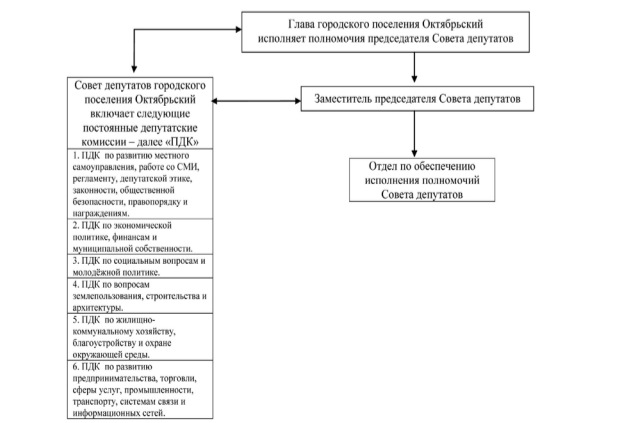 Глава городского поселения Октябрьский
исполняет полномочия председателя Совета депутатов
Совет депутатов городского
поселения Октябрьский
включает следующие
постоянные депутатские
комиссии – далее «ПДК»
1. ПДК по развитию местного
самоуправления, работе со СМИ,
регламенту, депутатской этике,
законности, общественной
безопасности, правопорядку и
награждениям.
2. ПДК по экономической
политике, финансам и
муниципальной собственности.
3. ПДК по социальным вопросам и
молодёжной политике.
4. ПДК по вопросам
землепользования, строительства и
архитектуры.
5. ПДК по жилищно-
коммунальному хозяйству,
благоустройству и охране
окружающей среды.
6. ПДК по развитию
предпринимательства, торговли,
сферы услуг, промышленности,
транспорту, системам связи и
информационных сетей.
Заместитель председателя Совета депутатов
Отдел по обеспечению
исполнения полномочий
Совета депутатов